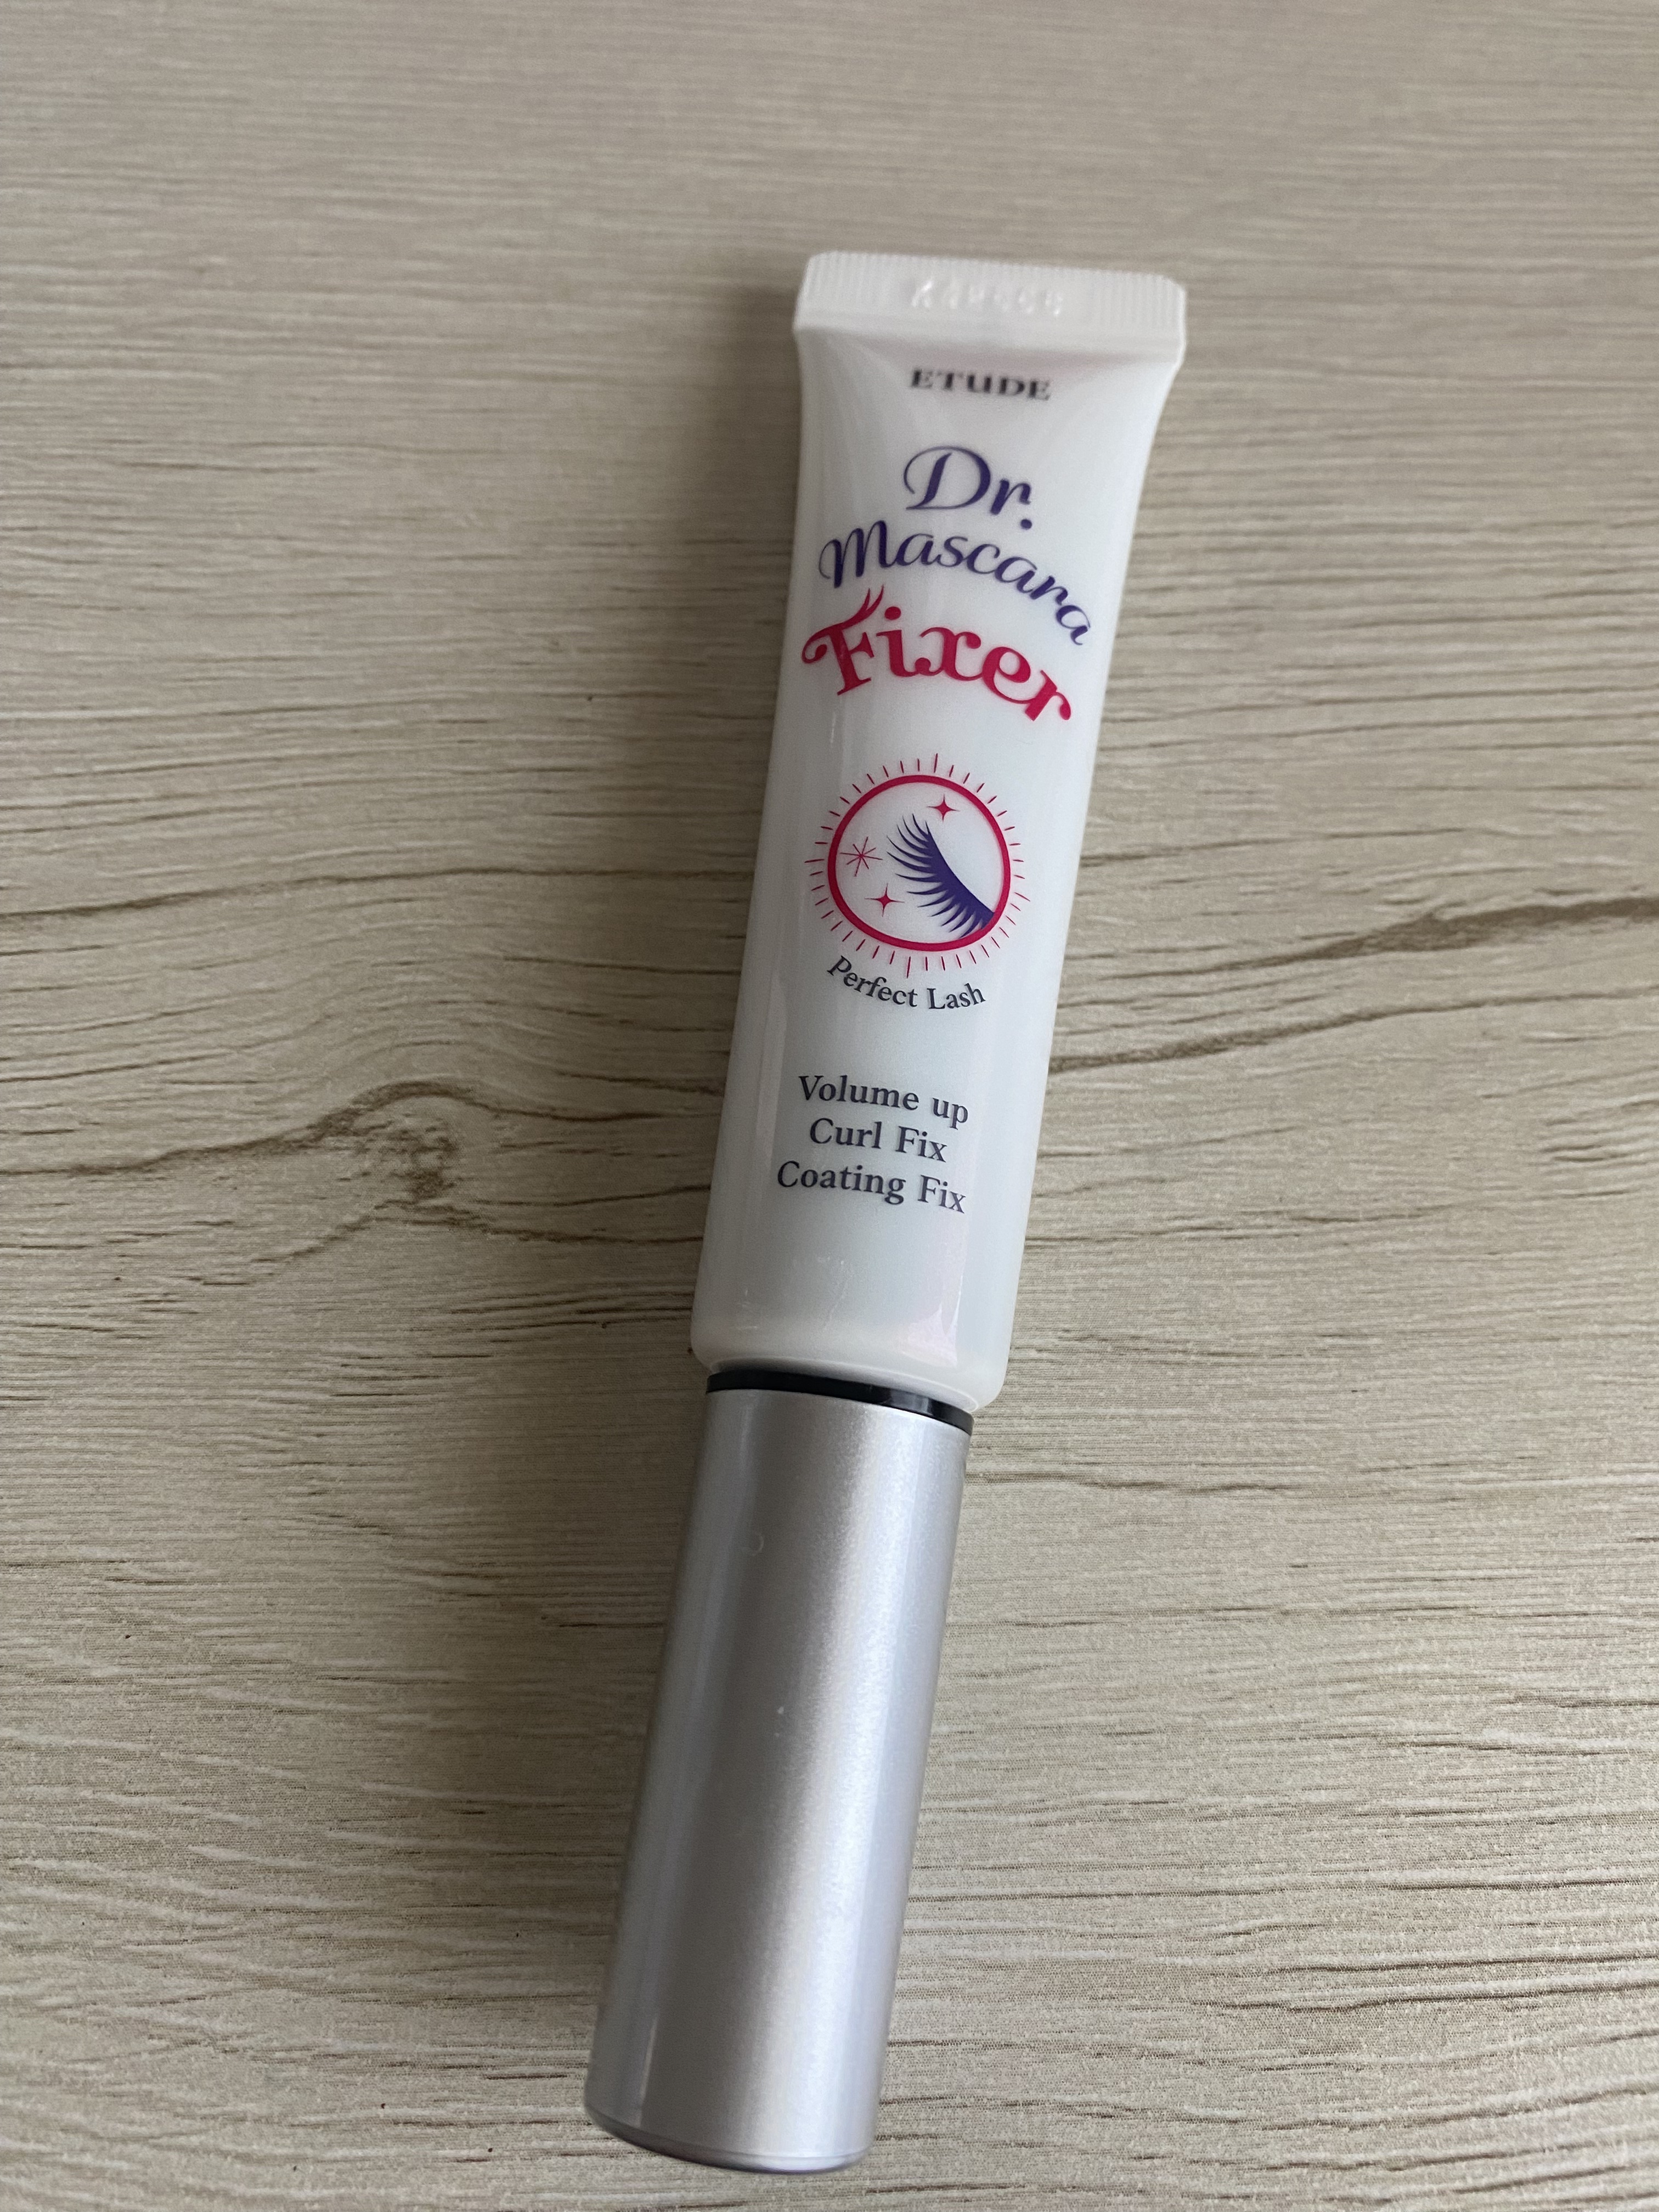 ETUDE
Dr.
Mascara
Fixer
Perfect Lash
Volume up
Curl Fix
Coating Fix